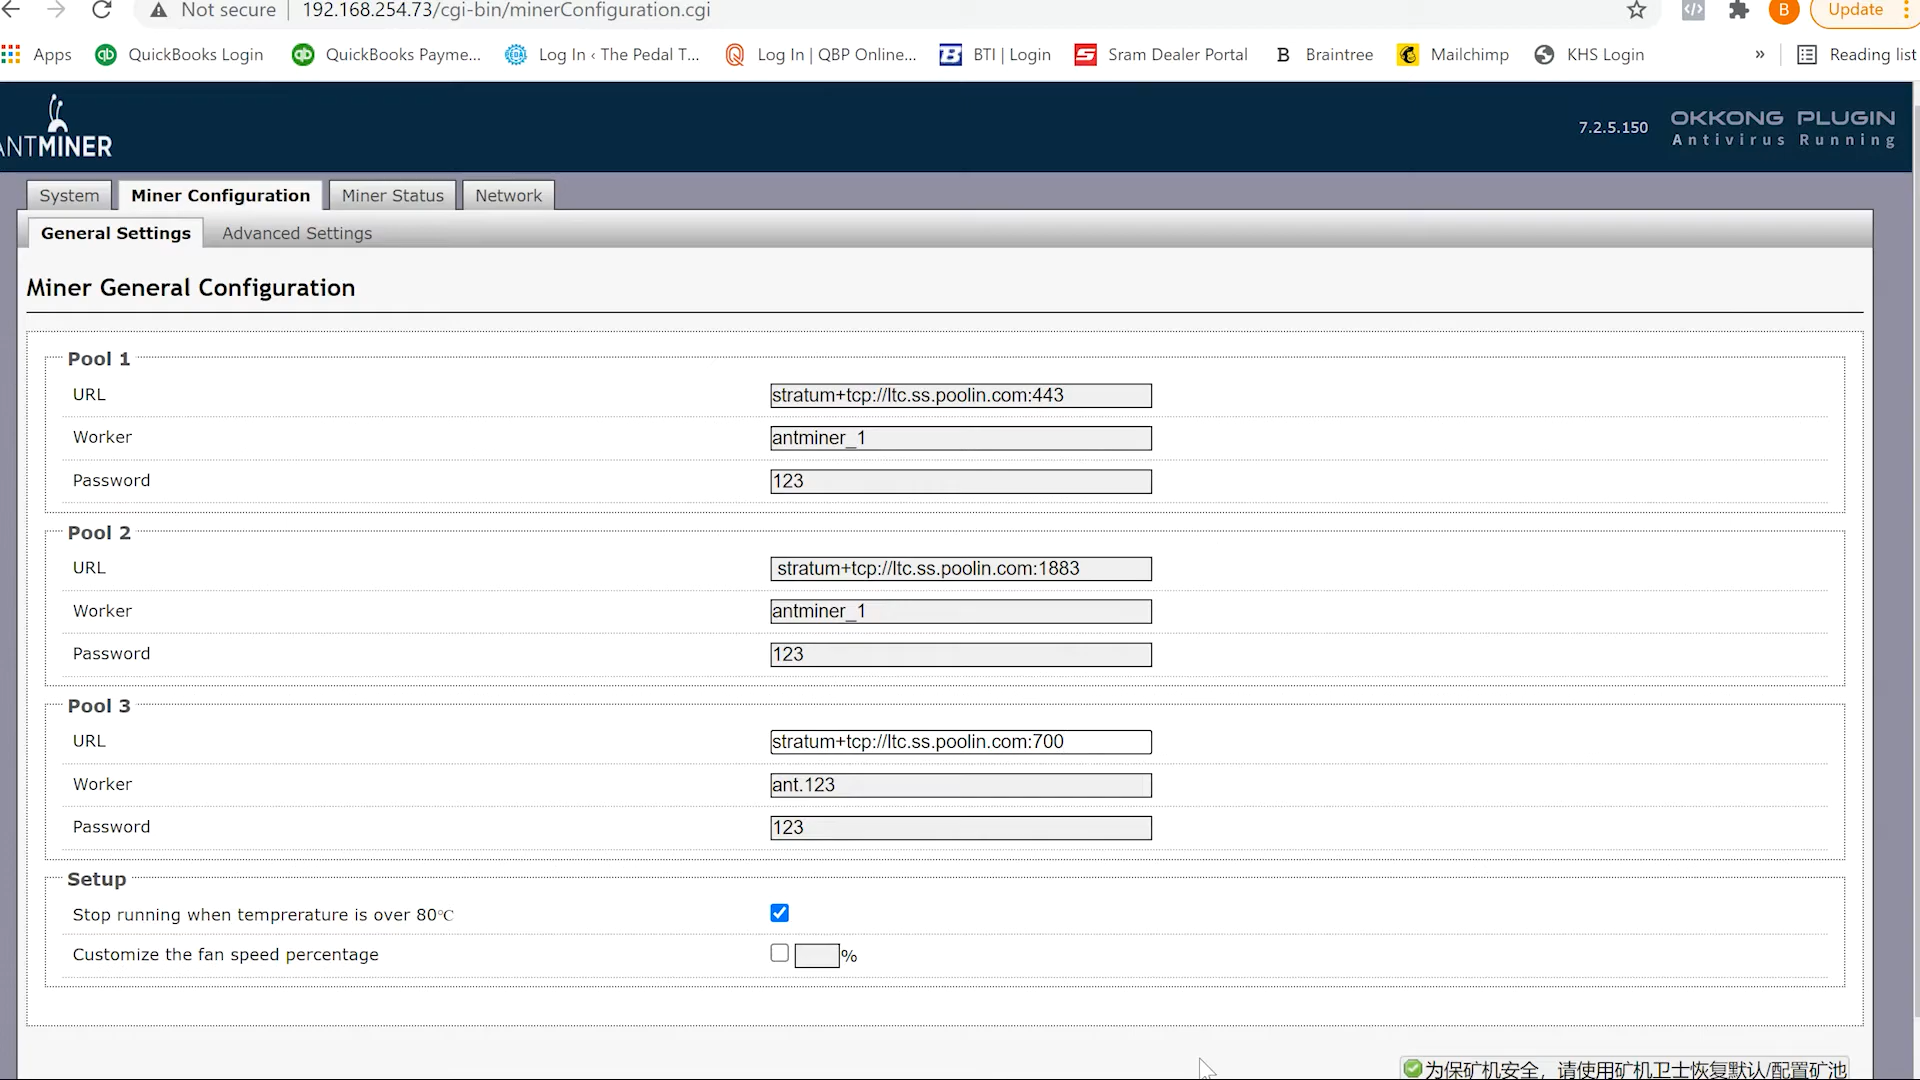 Not secure 192.168.254.73/cgi-bin/minerConfiguration.cgi B Update
Apps QuickBooks Login QuickBooks Payme... Log In ‹ The Pedal T... Log In | QBP Online... BTI | Login Sram Dealer Portal B Braintree Mailchimp KHS Login » Reading list
ANTMINER 7.2.5.150 OKKONG PLUGIN
Antivirus Running
System Miner Configuration Miner Status Network
General Settings Advanced Settings
Miner General Configuration
Pool 1
URL stratum+tcp://ltc.ss.poolin.com:443
Worker antminer_1
Password 123
Pool 2
URL stratum+tcp://ltc.ss.poolin.com:1883
Worker antminer_1
Password 123
Pool 3
URL stratum+tcp://ltc.ss.poolin.com:700
Worker ant.123
Password 123
Setup
Stop running when temprerature is over 80℃
Customize the fan speed percentage %
为保矿机安全，请使用矿机卫士恢复默认/配置矿池